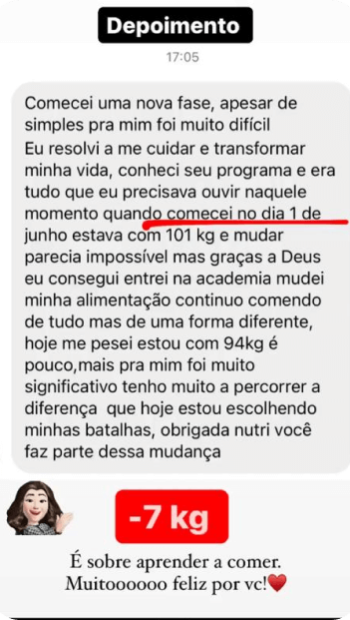 Depoimento
17:05
Comecei uma nova fase, apesar de
simples pra mim foi muito difícil
Eu resolvi a me cuidar e transformar
minha vida, conheci seu programa e era
tudo que eu precisava ouvir naquele
momento quando comecei no dia 1 de
junho estava com 101 kg e mudar
parecia impossível mas graças a Deus
eu consegui entrei na academia mudei
minha alimentação continuo comendo
de tudo mas de uma forma diferente,
hoje me pesei estou com 94kg é
pouco,mais pra mim foi muito
significativo tenho muito a percorrer a
diferença que hoje estou escolhendo
minhas batalhas, obrigada nutri você
faz parte dessa mudança
-7 kg
É sobre aprender a comer.
Muitoooooo feliz por vc!❤️